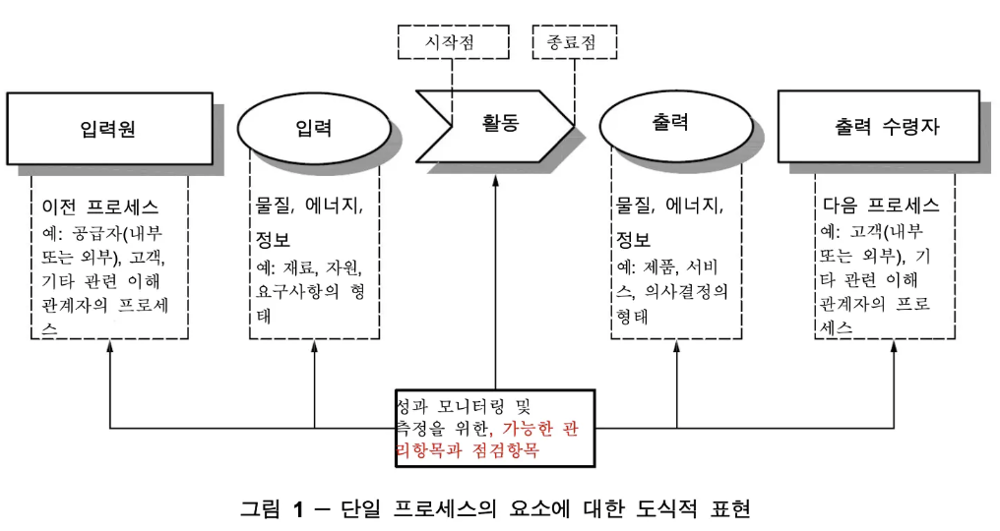 시작점
종료점
입력원
입력
활동
출력
출력 수령자
이전 프로세스
예: 공급자(내부
또는 외부), 고객,
기타 관련 이해
관계자의 프로세
스
물질, 에너지,
정보
예: 재료, 자원,
요구사항의 형
태
물질, 에너지,
정보
예: 제품, 서비
스, 의사결정의
형태
다음 프로세스
예: 고객(내부
또는 외부), 기
타 관련 이해
관계자의 프로
세스
성과 모니터링 및
측정을 위한, 가능한 관
리항목과 점검항목
그림 1 – 단일 프로세스의 요소에 대한 도식적 표현